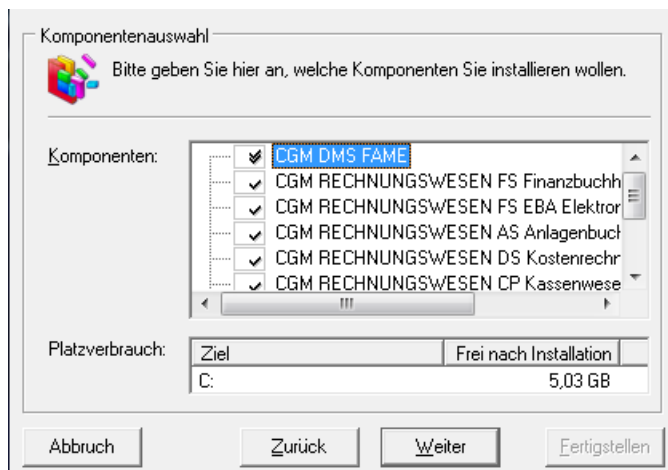 Komponentenauswahl
Bitte geben Sie hier an, welche Komponenten Sie installieren wollen.
Komponenten:
CGM DMS FAME
CGM RECHNUNGSWESEN FS Finanzbuchh
CGM RECHNUNGSWESEN FS EBA Elektror
CGM RECHNUNGSWESEN AS Anlagenbuch
CGM RECHNUNGSWESEN DS Kostenrechr
CGM RECHNUNGSWESEN CP Kassenwese
Platzverbrauch:
Ziel Frei nach Installation
C: 5,03 GB
Abbruch Zurück Weiter Fertigstellen